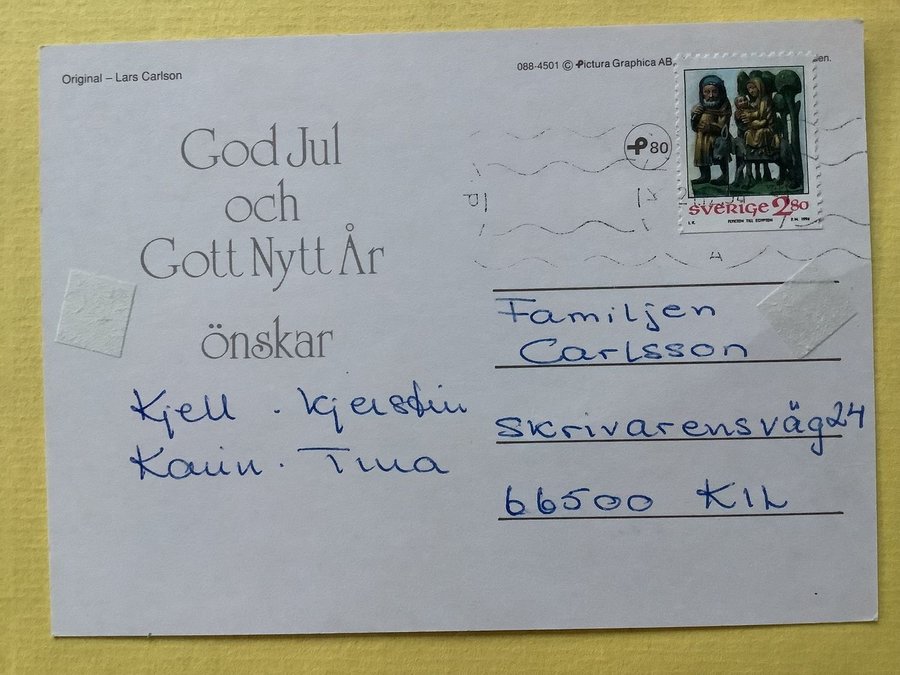 Original – Lars Carlson
088-4501 © Pictura Graphica AB,
God Jul
och
Gott Nytt År
önskar
Kjell . Kjerstin
Karin . Tina
P 80
SVERIGE 2 80
Familjen
Carlsson
Skrivarensväg 24
66500 KIL